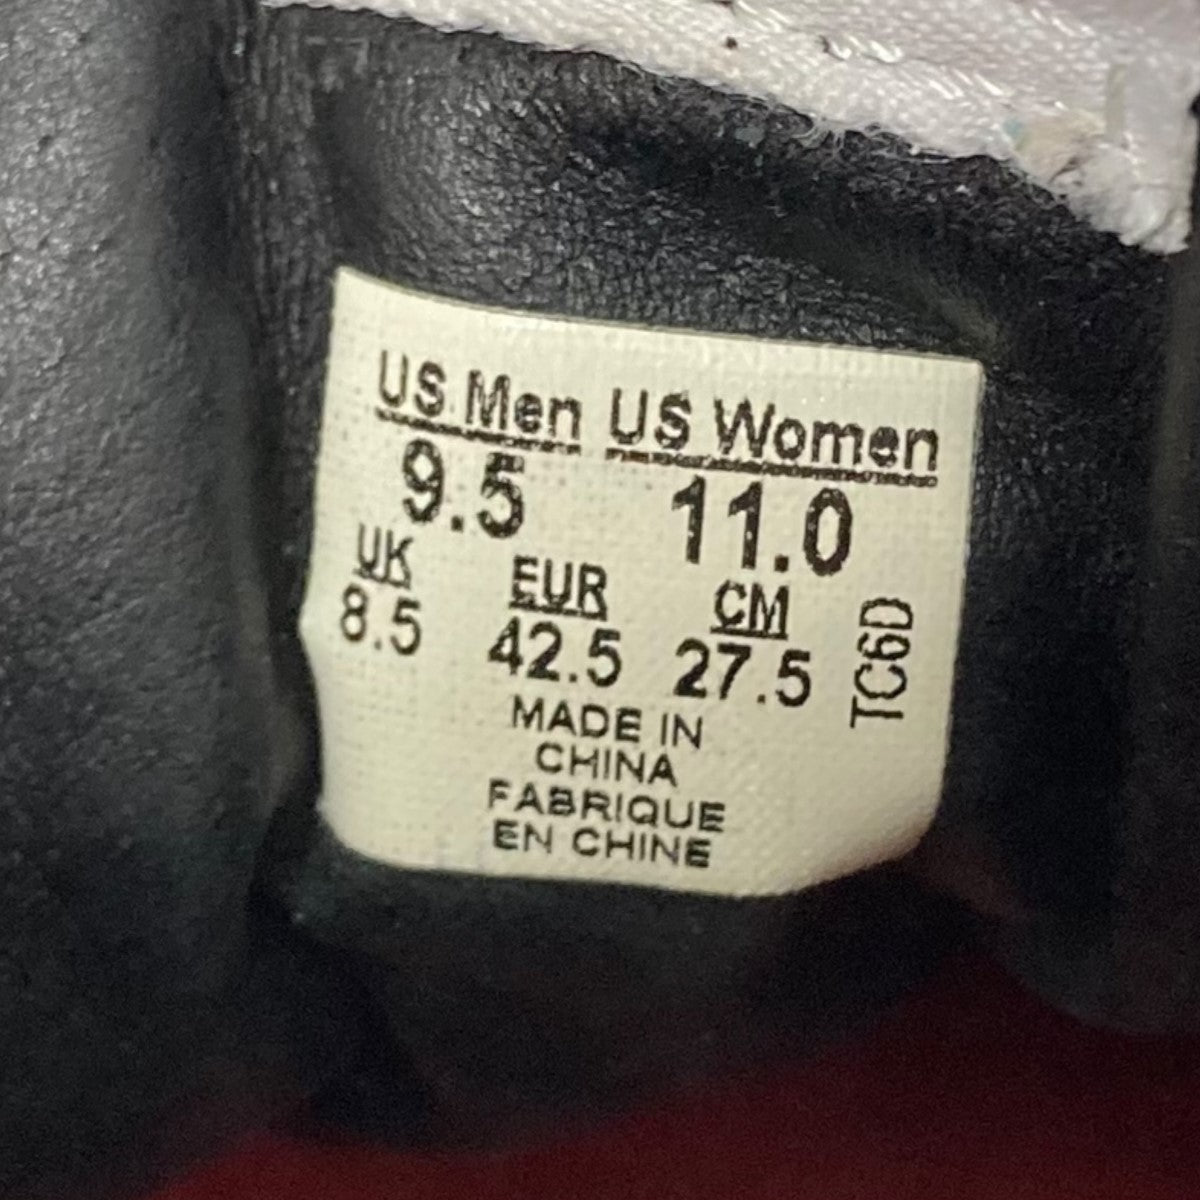 US Men US Women
9.5 11.0
UK EUR CM
8.5 42.5 27.5
TC6D
MADE IN
CHINA
FABRIQUE
EN CHINE